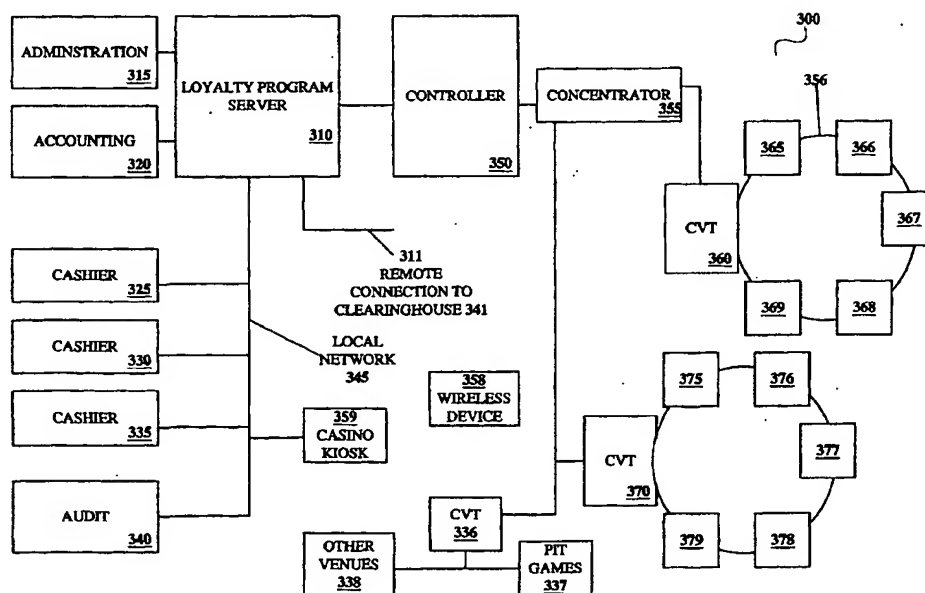 300
ADMINSTRATION
315
LOYALTY PROGRAM
SERVER
310
CONTROLLER
350
CONCENTRATOR
355
356
ACCOUNTING
320
365
366
367
CVT
360
369
368
311
REMOTE
CONNECTION TO
CLEARINGHOUSE 341
CASHIER
325
LOCAL
NETWORK
345
CASHIER
330
358
WIRELESS
DEVICE
375
376
377
CASHIER
335
359
CASINO
KIOSK
CVT
370
379
378
AUDIT
340
CVT
336
OTHER
VENUES
338
PIT
GAMES
337